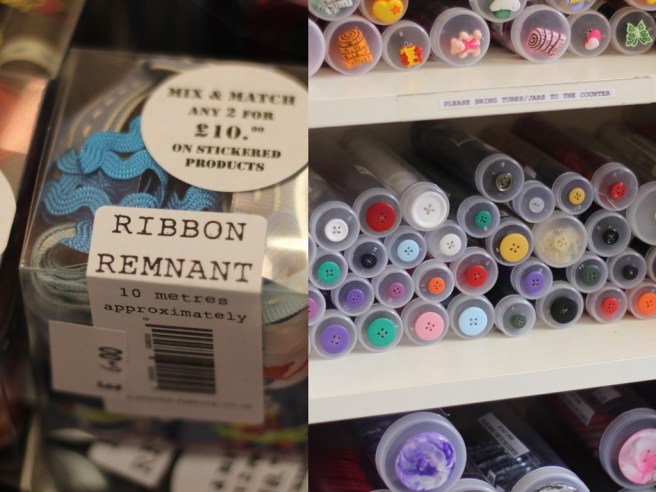 MIX & MATCH
ANY 2 FOR
£10.00
ON STICKERED
PRODUCTS
RIBBON
REMNANT
10 metres
approximately
£ 6.00
PLEASE BRING TUBES/JARS TO THE COUNTER